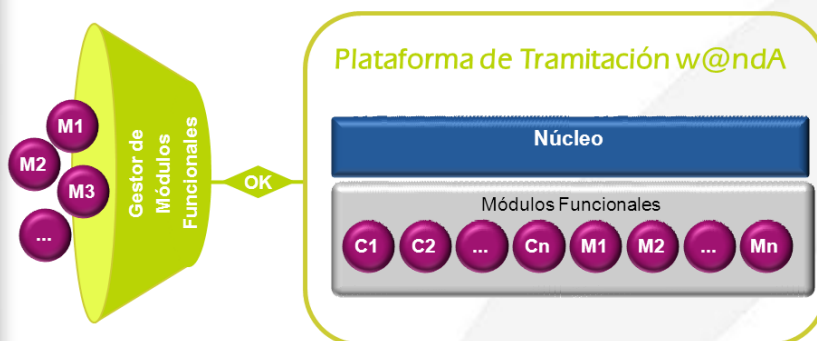 Plataforma de Tramitación w@ndA
M1
M2
M3
...
Gestor de
Módulos
Funcionales
OK
Núcleo
Módulos Funcionales
C1 C2 ... Cn M1 M2 ... Mn